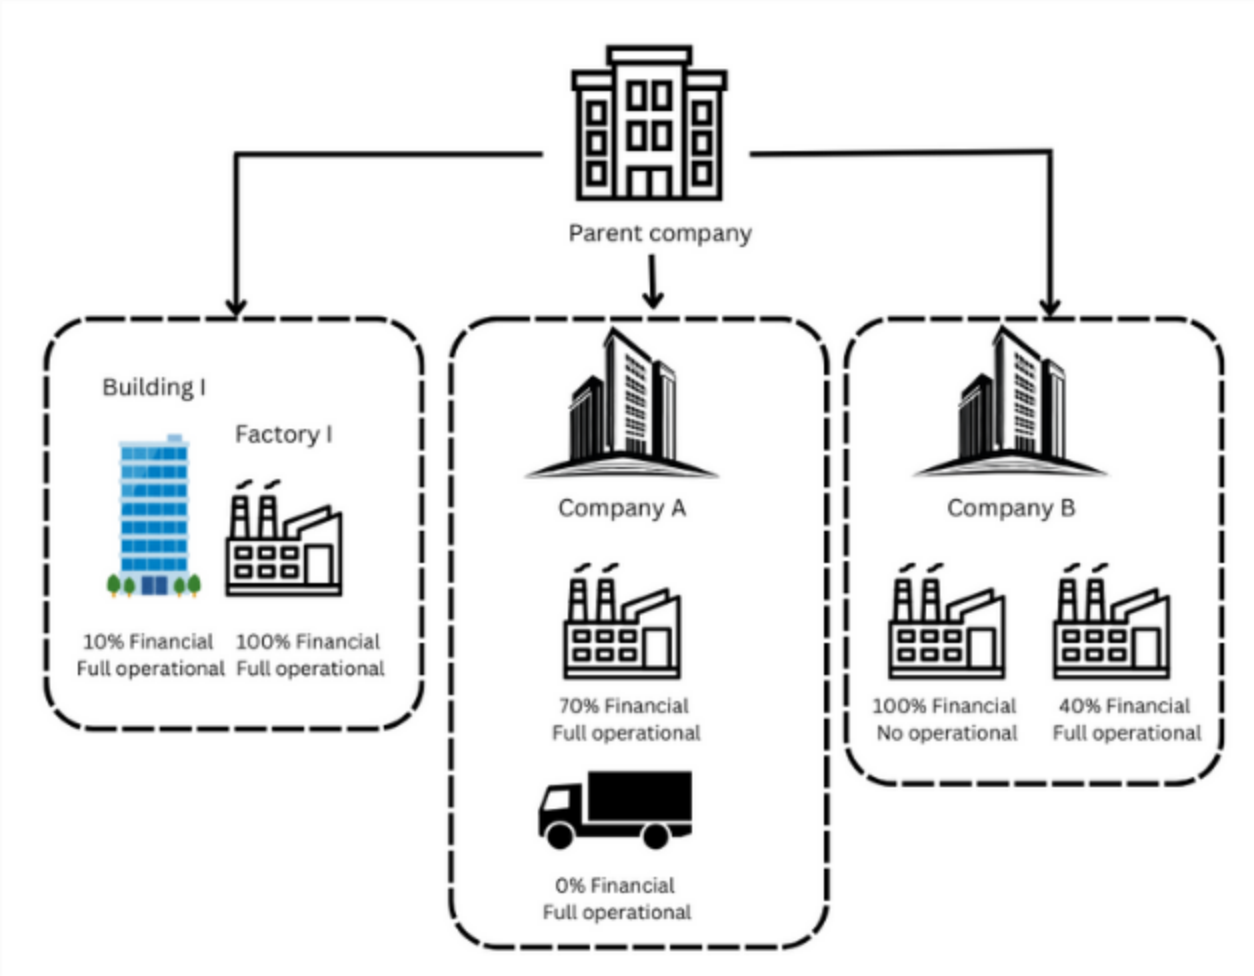 Parent company
Building I
Factory I
10% Financial
Full operational
100% Financial
Full operational
Company A
70% Financial
Full operational
0% Financial
Full operational
Company B
100% Financial
No operational
40% Financial
Full operational